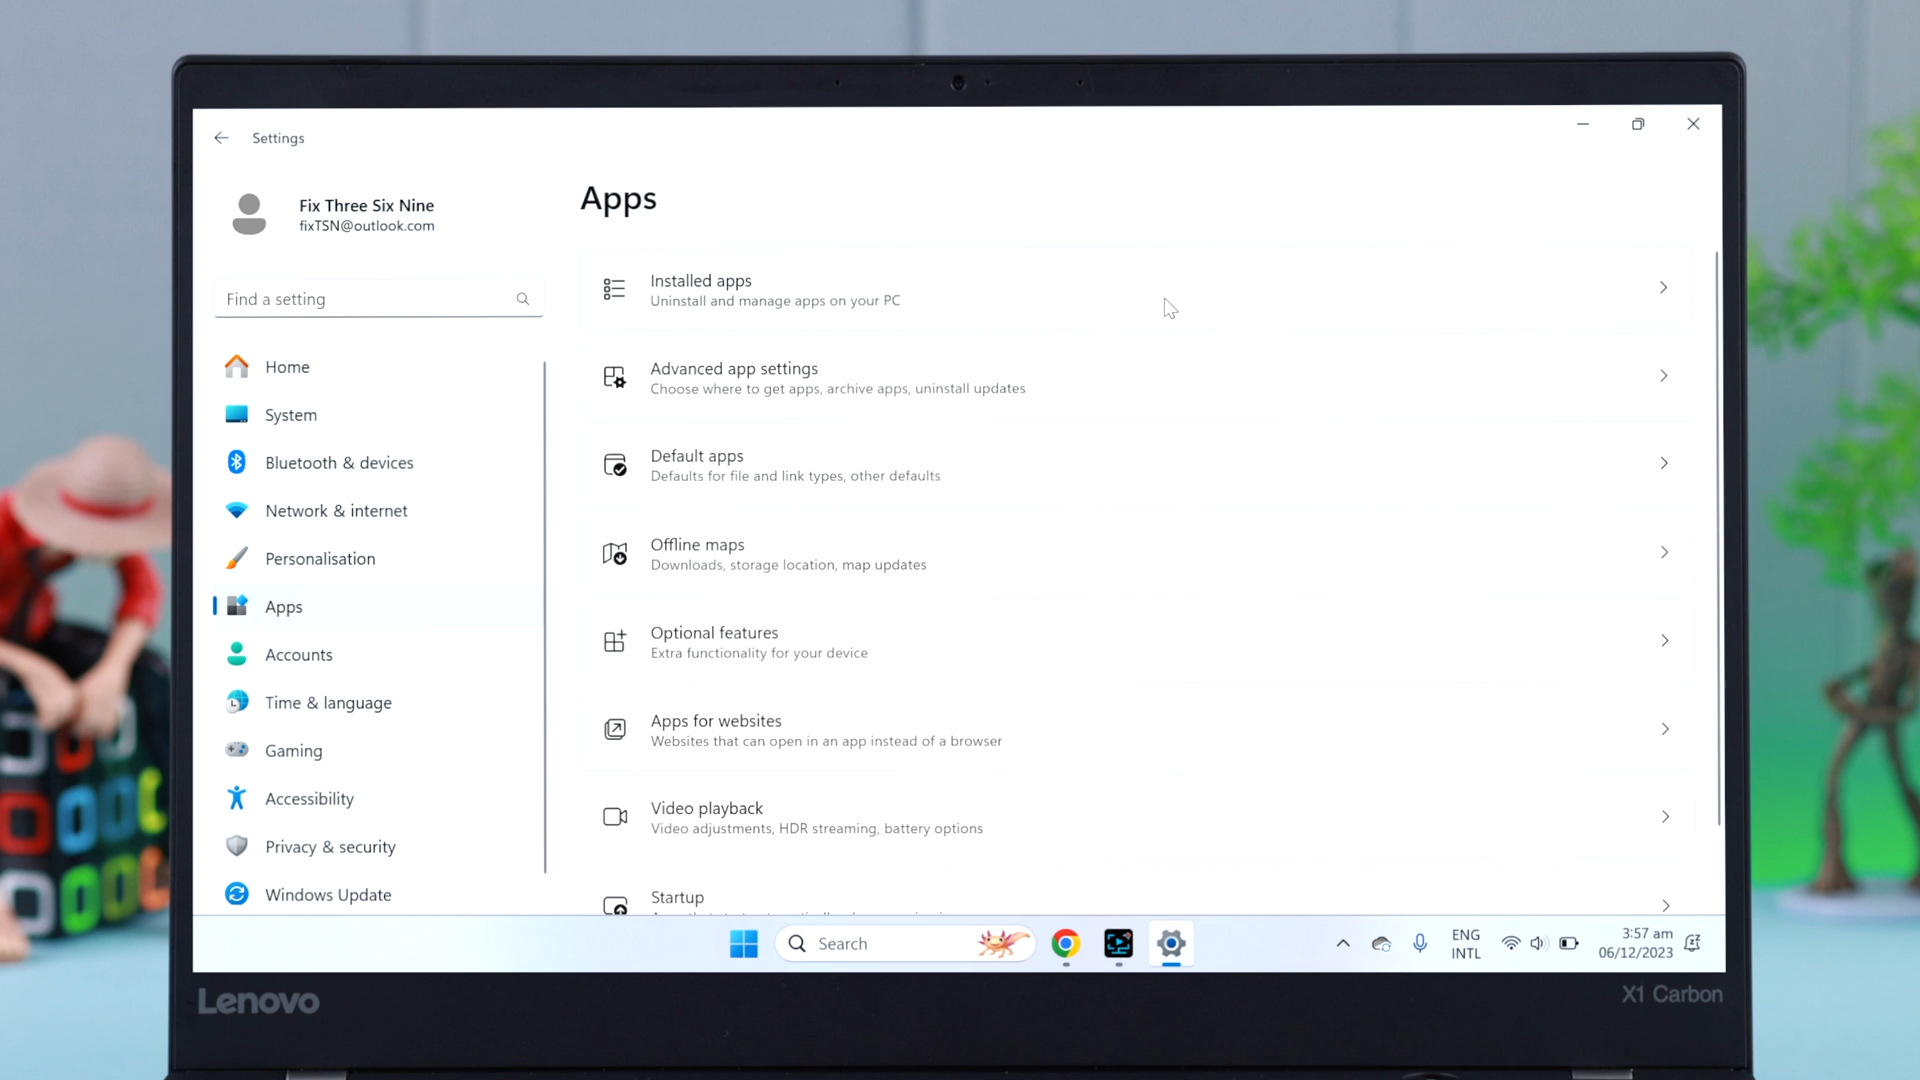 Settings
Fix Three Six Nine
fixTSN@outlook.com
Find a setting
Home
System
Bluetooth & devices
Network & internet
Personalisation
Apps
Accounts
Time & language
Gaming
Accessibility
Privacy & security
Windows Update
Apps
Installed apps
Uninstall and manage apps on your PC
Advanced app settings
Choose where to get apps, archive apps, uninstall updates
Default apps
Defaults for file and link types, other defaults
Offline maps
Downloads, storage location, map updates
Optional features
Extra functionality for your device
Apps for websites
Websites that can open in an app instead of a browser
Video playback
Video adjustments, HDR streaming, battery options
Startup
Search
ENG
INTL
3:57 am
06/12/2023
Lenovo
X1 Carbon